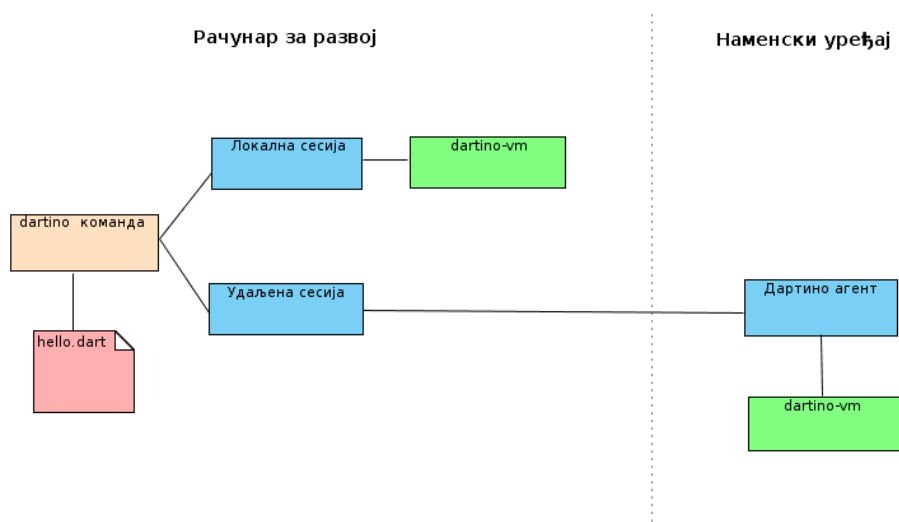 Рачунар за развој
Наменски уређај
Локална сесија
dartino-vm
dartino команда
Удаљена сесија
Дартино агент
hello.dart
dartino-vm